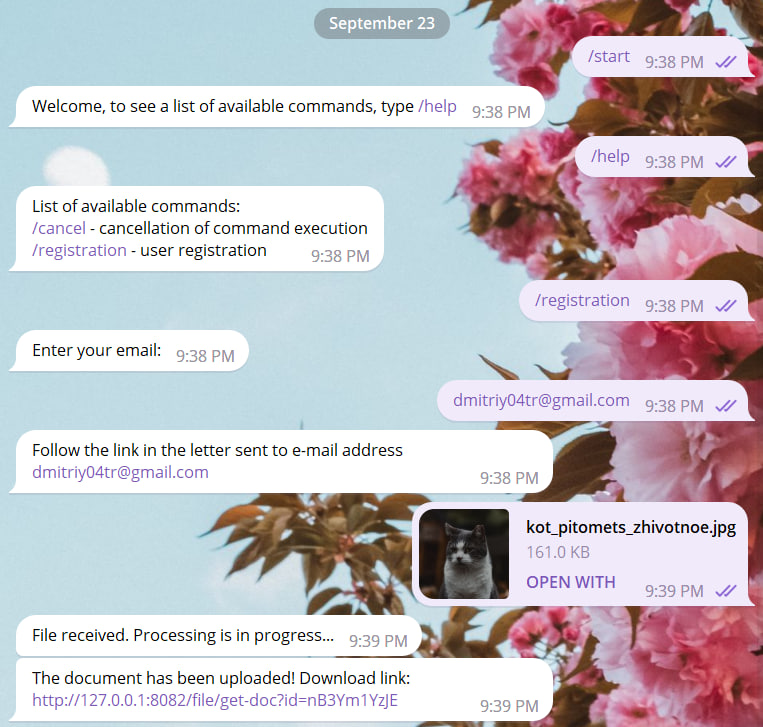 September 23
/start 9:38 PM
Welcome, to see a list of available commands, type /help 9:38 PM
/help 9:38 PM
List of available commands:
/cancel - cancellation of command execution
/registration - user registration 9:38 PM
/registration 9:38 PM
Enter your email: 9:38 PM
dmitriy04tr@gmail.com 9:38 PM
Follow the link in the letter sent to e-mail address
dmitriy04tr@gmail.com 9:38 PM
kot_pitomets_zhivotnoe.jpg
161.0 KB
OPEN WITH 9:39 PM
File received. Processing is in progress... 9:39 PM
The document has been uploaded! Download link:
http://127.0.0.1:8082/file/get-doc?id=nB3Ym1YzJE 9:39 PM